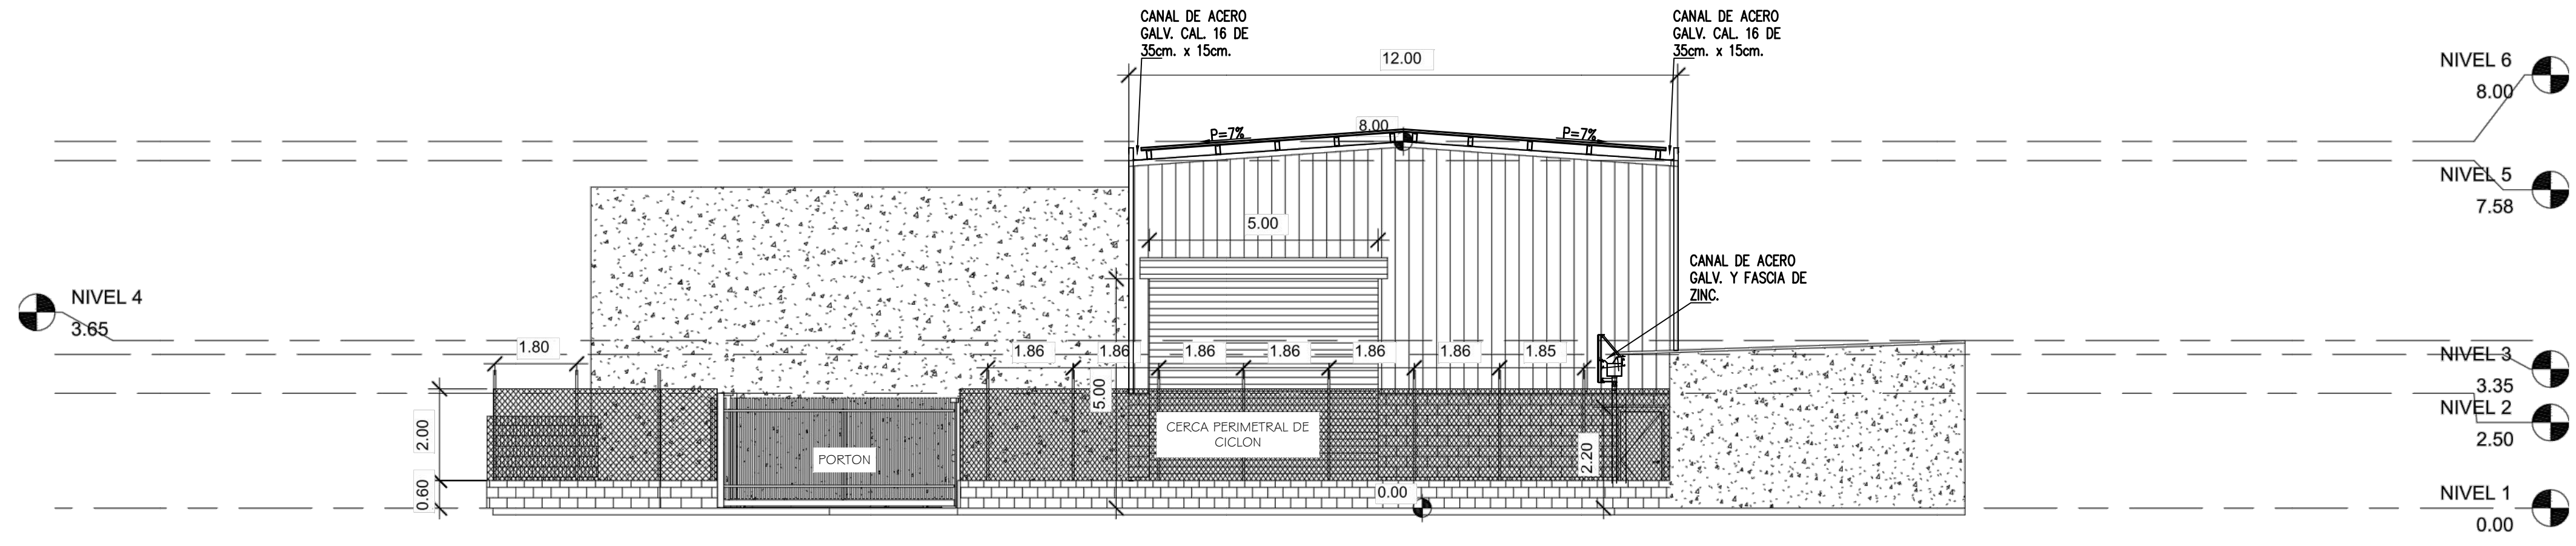 CANAL DE ACERO
GALV. CAL. 16 DE
35cm. x 15cm.
CANAL DE ACERO
GALV. CAL. 16 DE
35cm. x 15cm.
12.00
NIVEL 6
8.00
8.00
P=7%
P=7%
NIVEL 5
7.58
5.00
CANAL DE ACERO
GALV. Y FASCIA DE
ZINC.
NIVEL 4
3.65
1.80
1.86
1.86
1.86
1.86
1.86
1.86
1.85
NIVEL 3
3.35
5.00
NIVEL 2
2.50
2.00
CERCA PERIMETRAL DE
CICLON
PORTON
2.20
0.60
0.00
NIVEL 1
0.00